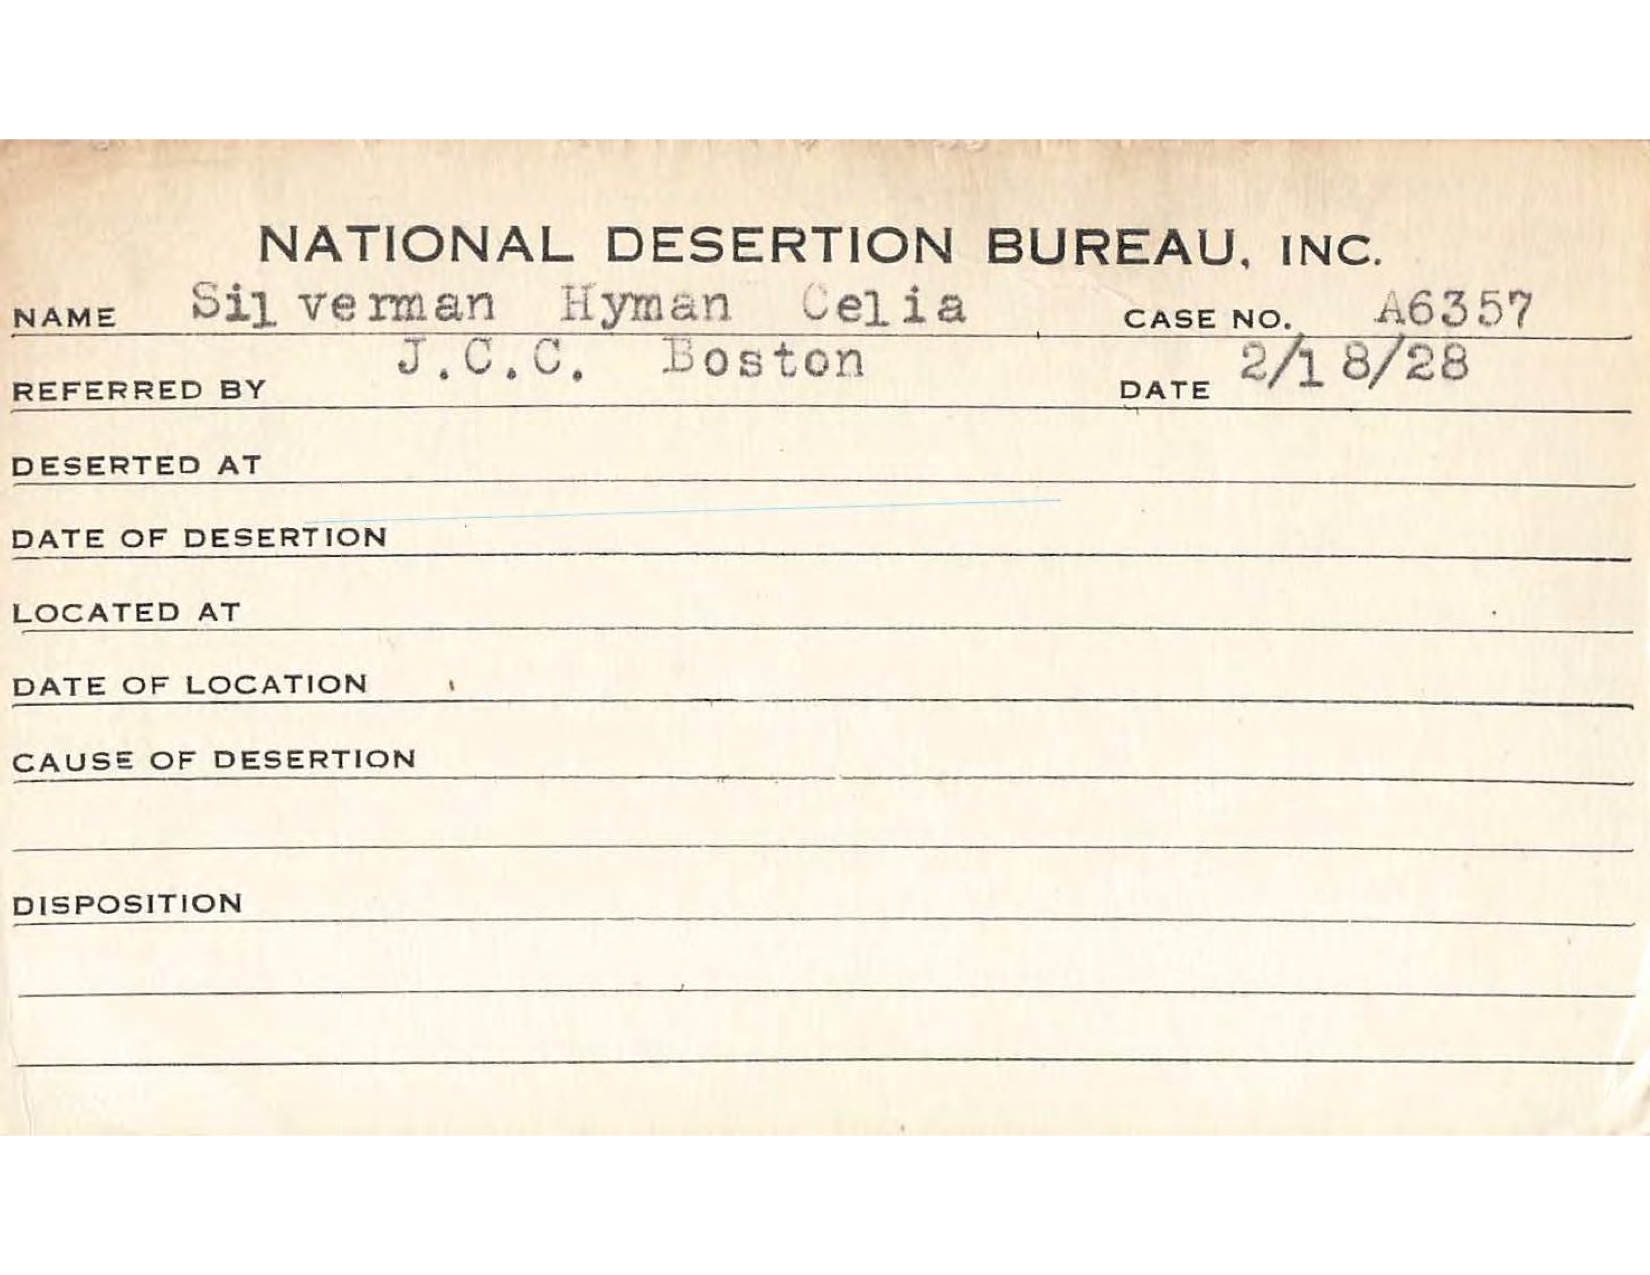 NATIONAL DESERTION BUREAU, INC.
NAME Silverman Hyman Celia CASE NO. A6357
REFERRED BY J.C.C. Boston DATE 2/18/28
DESERTED AT
DATE OF DESERTION
LOCATED AT
DATE OF LOCATION
CAUSE OF DESERTION
DISPOSITION